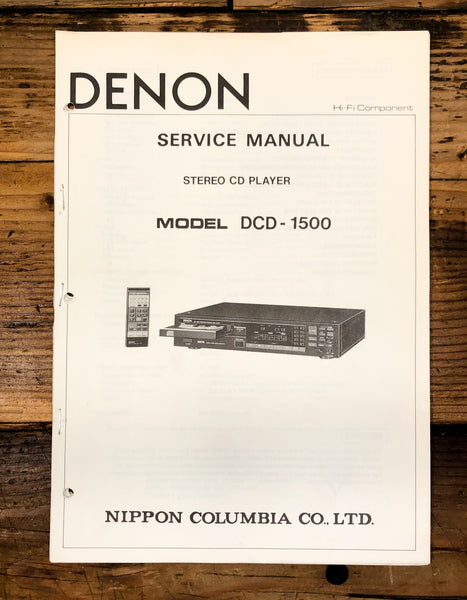 DENON
Hi-Fi Component
SERVICE MANUAL
STEREO CD PLAYER
MODEL DCD-1500
NIPPON COLUMBIA CO., LTD.